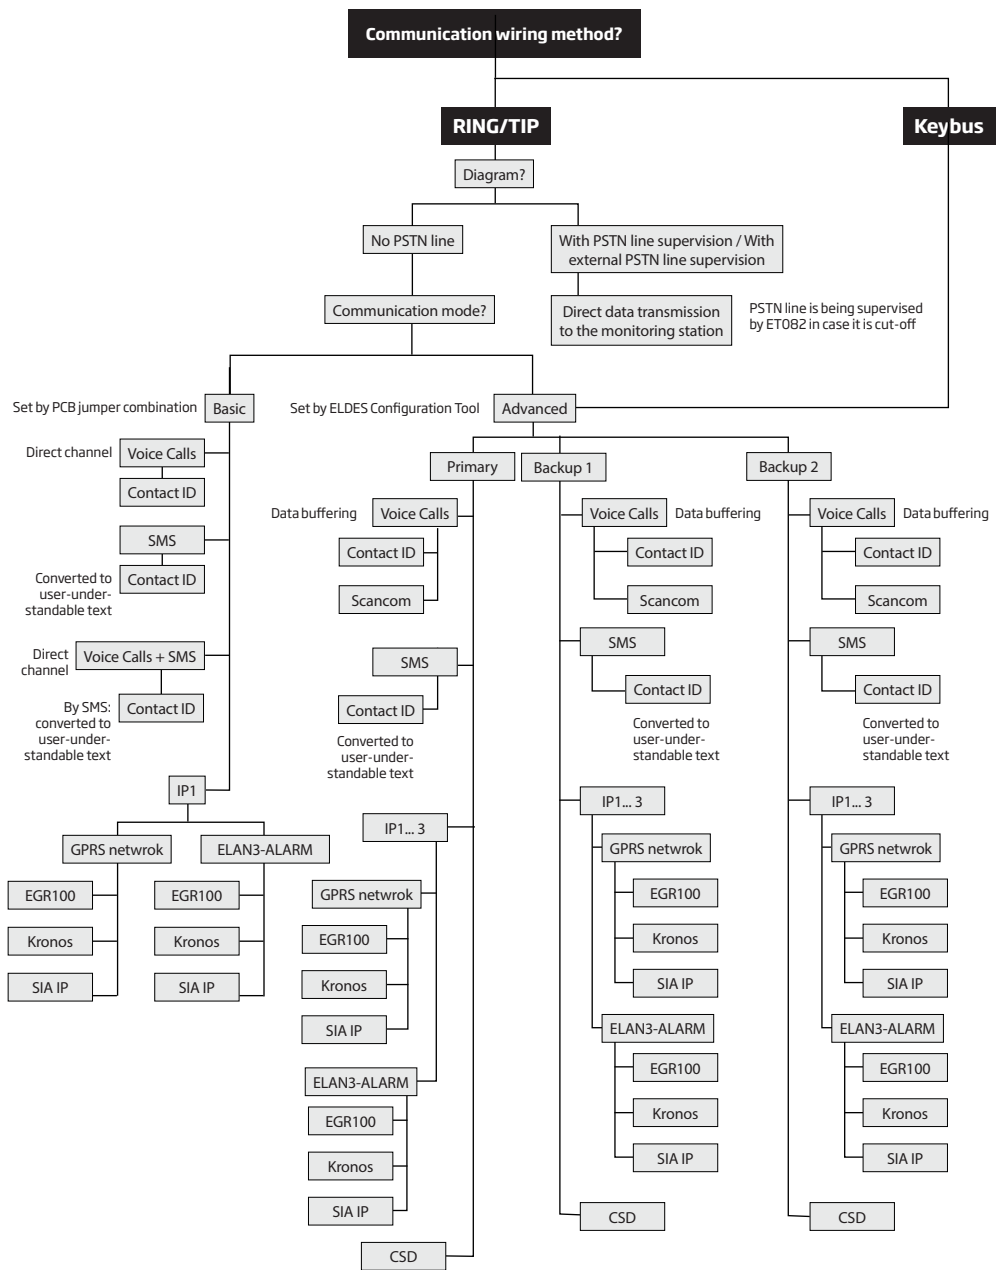 Communication wiring method?
RING/TIP
Keybus
Diagram?
No PSTN line
With PSTN line supervision / With
external PSTN line supervision
Communication mode?
Direct data transmission
to the monitoring station
PSTN line is being supervised
by ET082 in case it is cut-off
Set by PCB jumper combination
Basic
Set by ELDES Configuration Tool
Advanced
Direct channel
Voice Calls
Contact ID
SMS
Contact ID
Converted to
user-under-
standable text
Direct
channel
Voice Calls + SMS
Contact ID
By SMS:
converted to
user-under-
standable text
IP1
GPRS netwrok
EGR100
Kronos
SIA IP
ELAN3-ALARM
EGR100
Kronos
SIA IP
Primary
Data buffering
Voice Calls
Contact ID
Scancom
SMS
Contact ID
Converted to
user-under-
standable text
IP1... 3
GPRS netwrok
EGR100
Kronos
SIA IP
ELAN3-ALARM
EGR100
Kronos
SIA IP
CSD
Backup 1
Voice Calls
Data buffering
Contact ID
Scancom
SMS
Contact ID
Converted to
user-under-
standable text
IP1... 3
GPRS netwrok
EGR100
Kronos
SIA IP
ELAN3-ALARM
EGR100
Kronos
SIA IP
CSD
Backup 2
Voice Calls
Data buffering
Contact ID
Scancom
SMS
Contact ID
Converted to
user-under-
standable text
IP1... 3
GPRS netwrok
EGR100
Kronos
SIA IP
ELAN3-ALARM
EGR100
Kronos
SIA IP
CSD